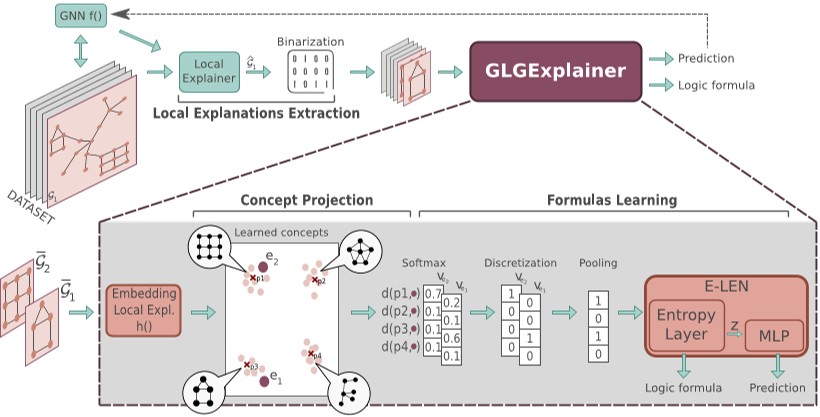 GNN f()
Binarization
Local
Explainer
Ĝ₁
0 1 0 0
0 0 0 0
1 0 1 1
GLGExplainer
Prediction
Logic formula
Local Explanations Extraction
DATASET
G₁
Concept Projection
Formulas Learning
Learned concepts
Softmax
Discretization
Pooling
E-LEN
Ḡ₂
Ḡ₁
Embedding
Local Expl.
h()
e₂
p1
p2
p3
p4
e₁
d(p1, )
d(p2, )
d(p3, )
d(p4, )
0.7
0.1
0.1
0.1
0.2
0.1
0.6
0.1
1
0
0
0
0
0
1
0
1
0
1
0
Entropy
Layer
Z
MLP
Logic formula
Prediction